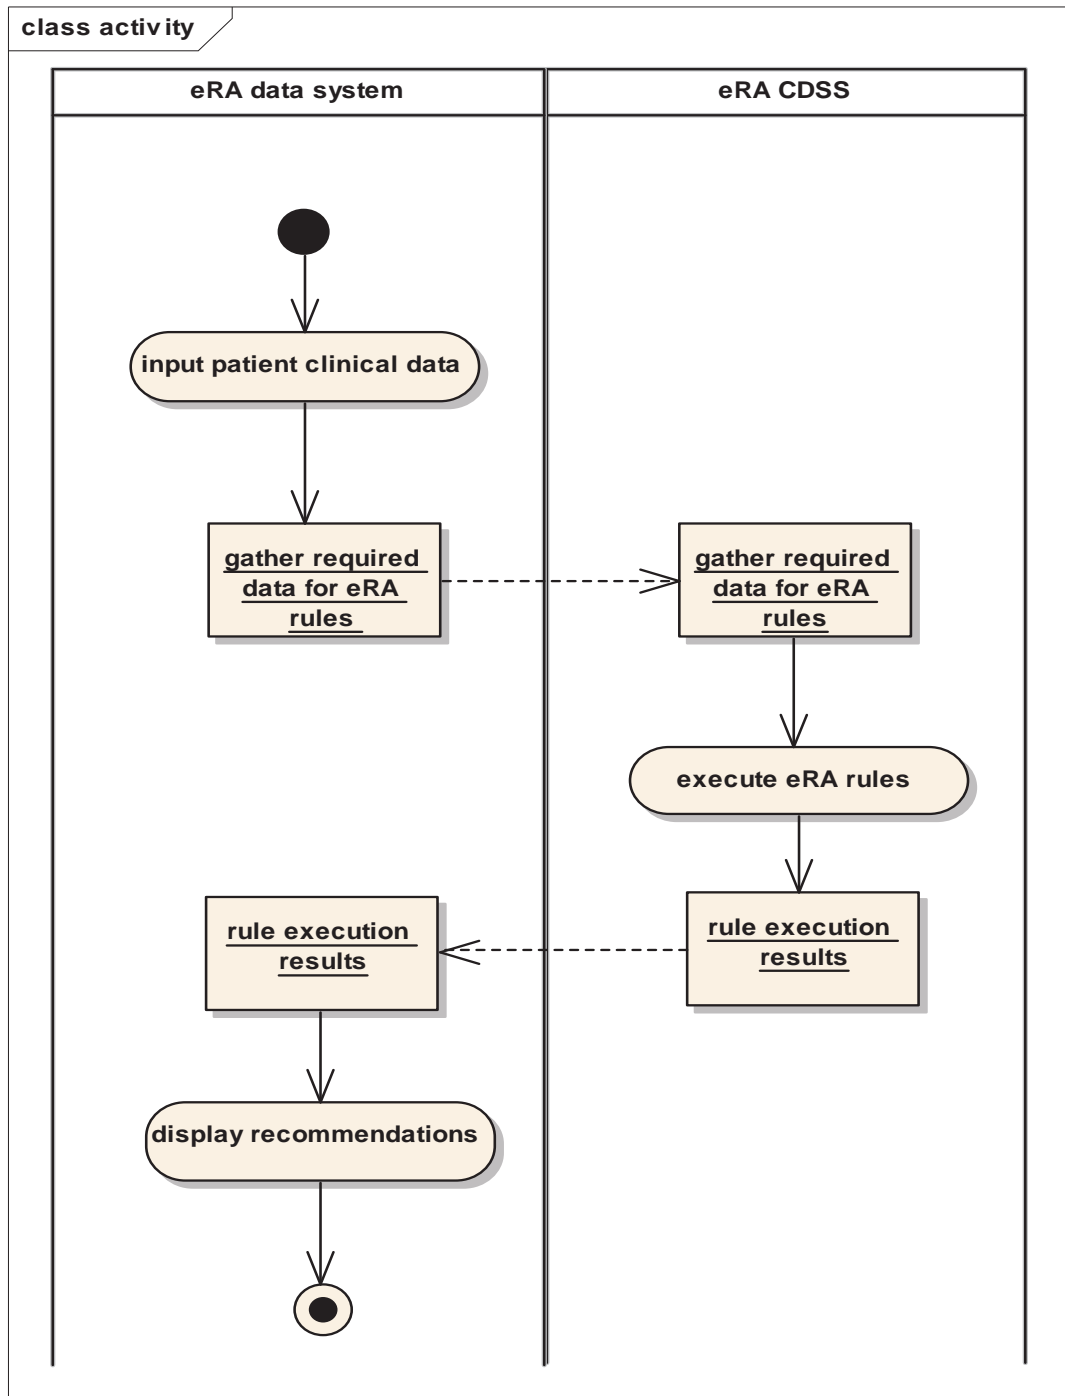 class activity
eRA data system
eRA CDSS
input patient clinical data
gather required
data for eRA
rules
gather required
data for eRA
rules
execute eRA rules
rule execution
results
rule execution
results
display recommendations